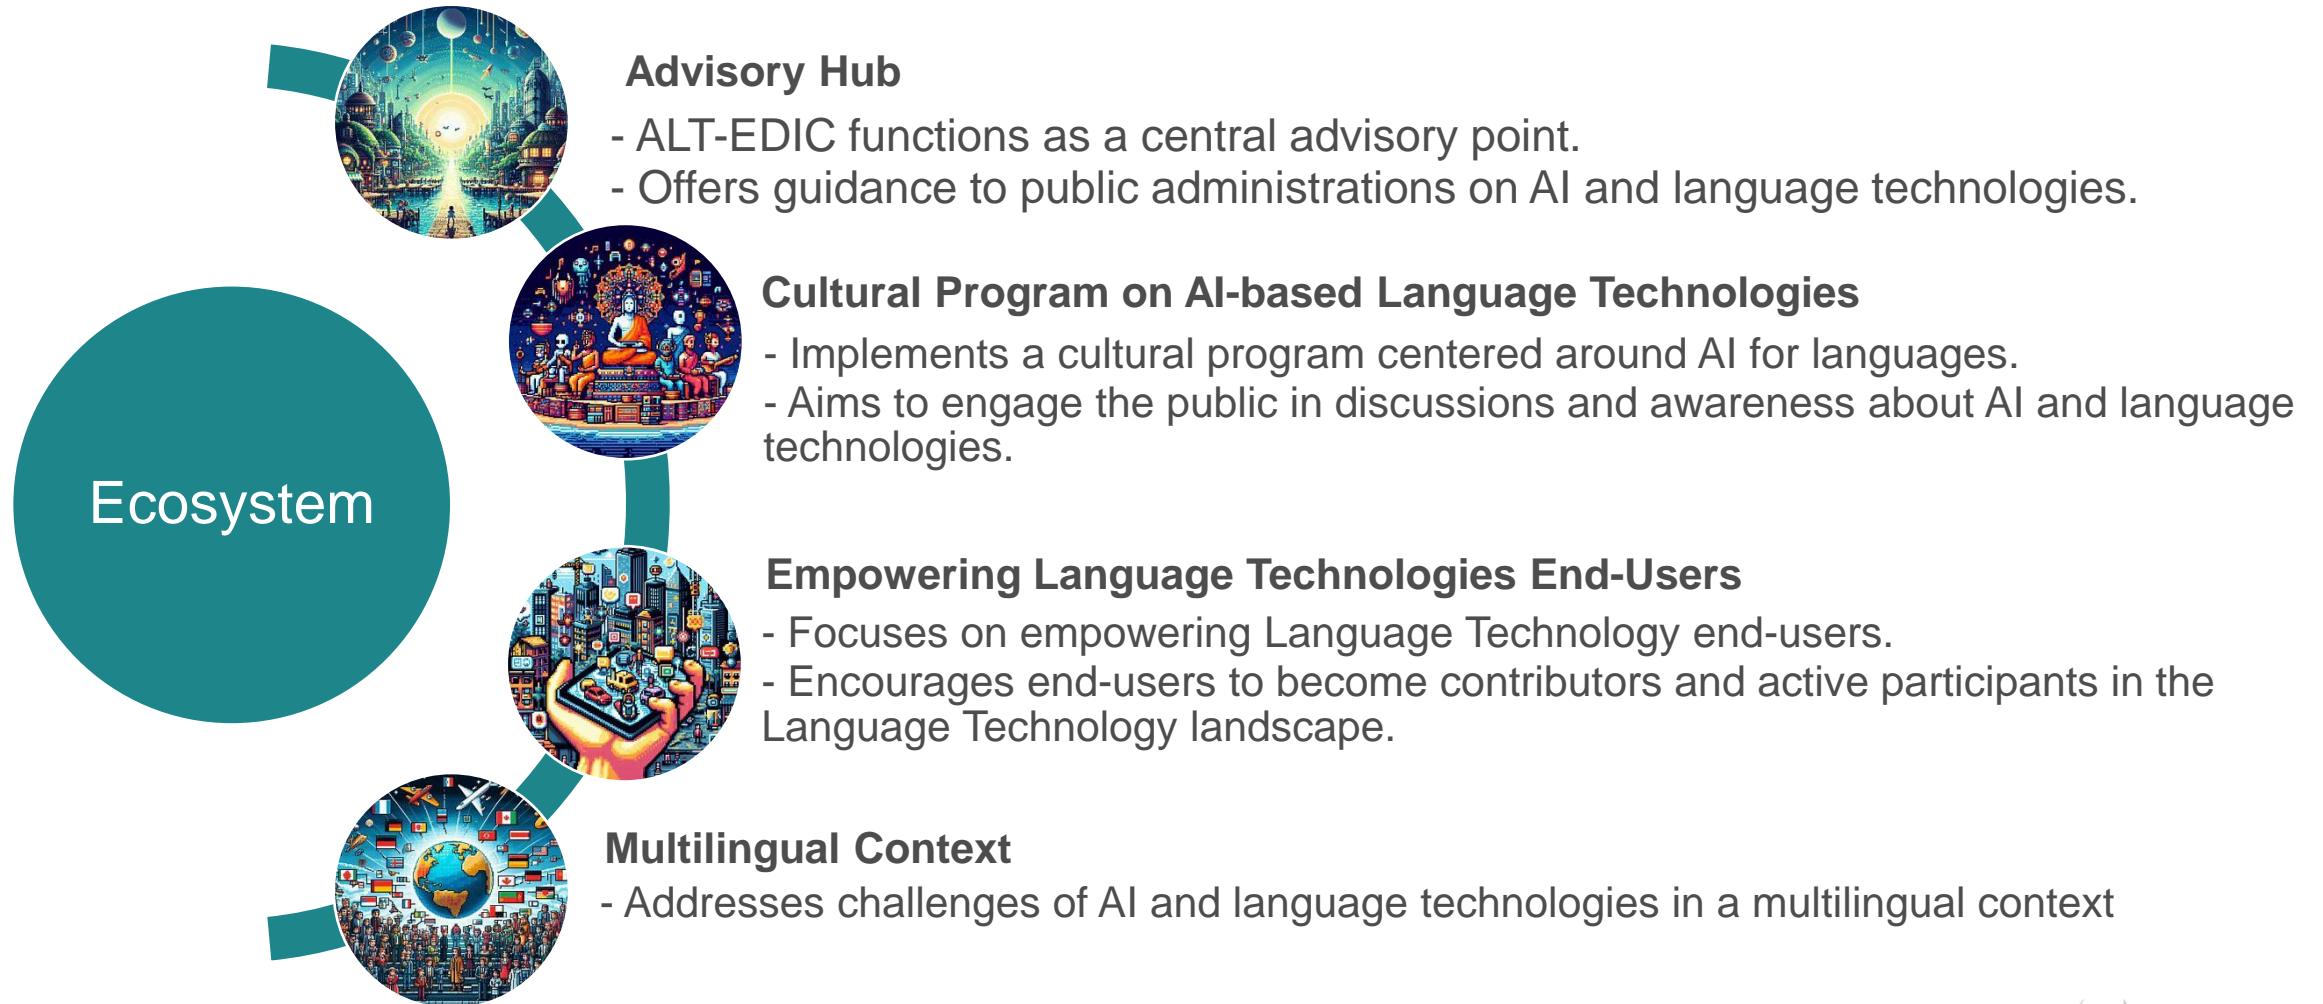 Advisory Hub
- ALT-EDIC functions as a central advisory point.
- Offers guidance to public administrations on AI and language technologies.
Cultural Program on AI-based Language Technologies
- Implements a cultural program centered around AI for languages.
- Aims to engage the public in discussions and awareness about AI and language
technologies.
Ecosystem
Empowering Language Technologies End-Users
- Focuses on empowering Language Technology end-users.
- Encourages end-users to become contributors and active participants in the
Language Technology landscape.
Multilingual Context
- Addresses challenges of AI and language technologies in a multilingual context